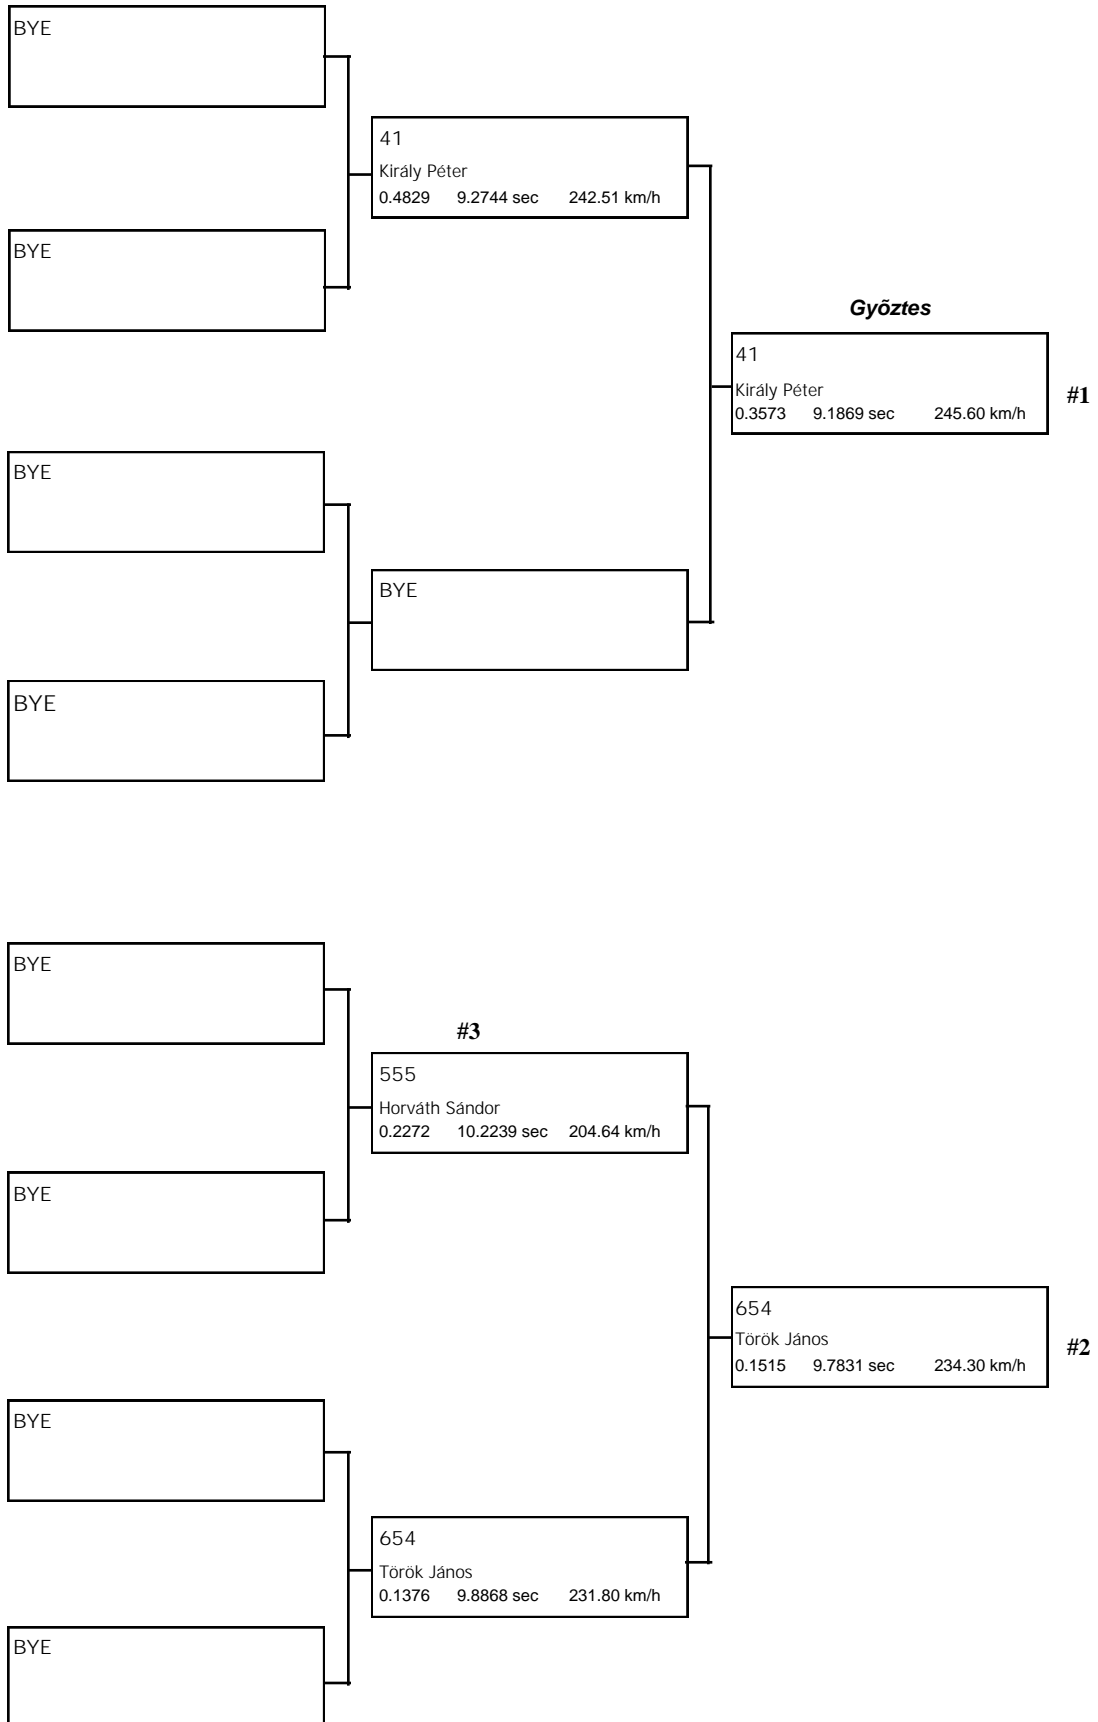 BYE
41
Király Péter
0.4829 9.2744 sec 242.51 km/h
BYE
Gyõztes
41
Király Péter
0.3573 9.1869 sec 245.60 km/h
#1
BYE
BYE
BYE
BYE
#3
555
Horváth Sándor
0.2272 10.2239 sec 204.64 km/h
BYE
654
Török János
0.1515 9.7831 sec 234.30 km/h
#2
BYE
654
Török János
0.1376 9.8868 sec 231.80 km/h
BYE